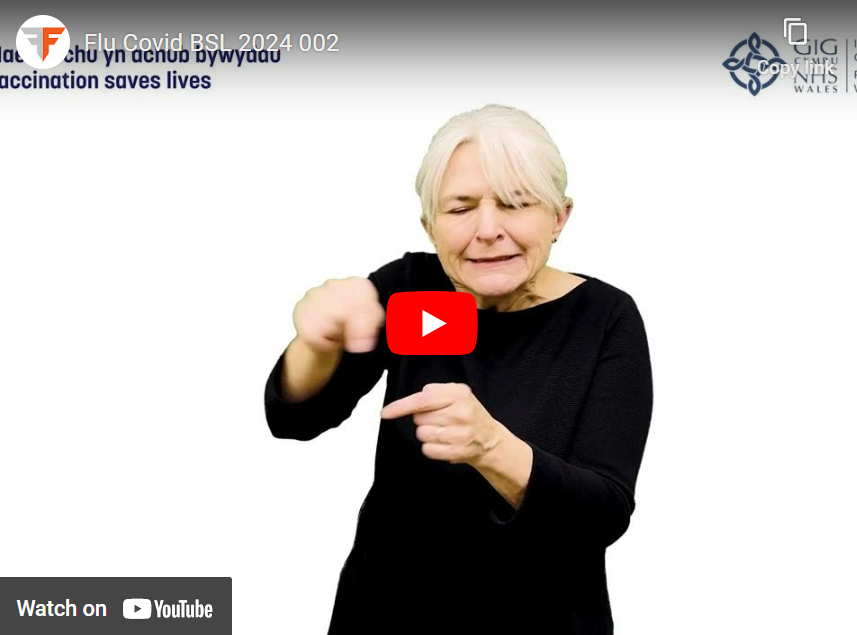 Flu Covid BSL 2024 002
yn achub bywydau
accination saves lives
Copy link
GIG
CYMRU
NHS
WALES
Watch on YouTube